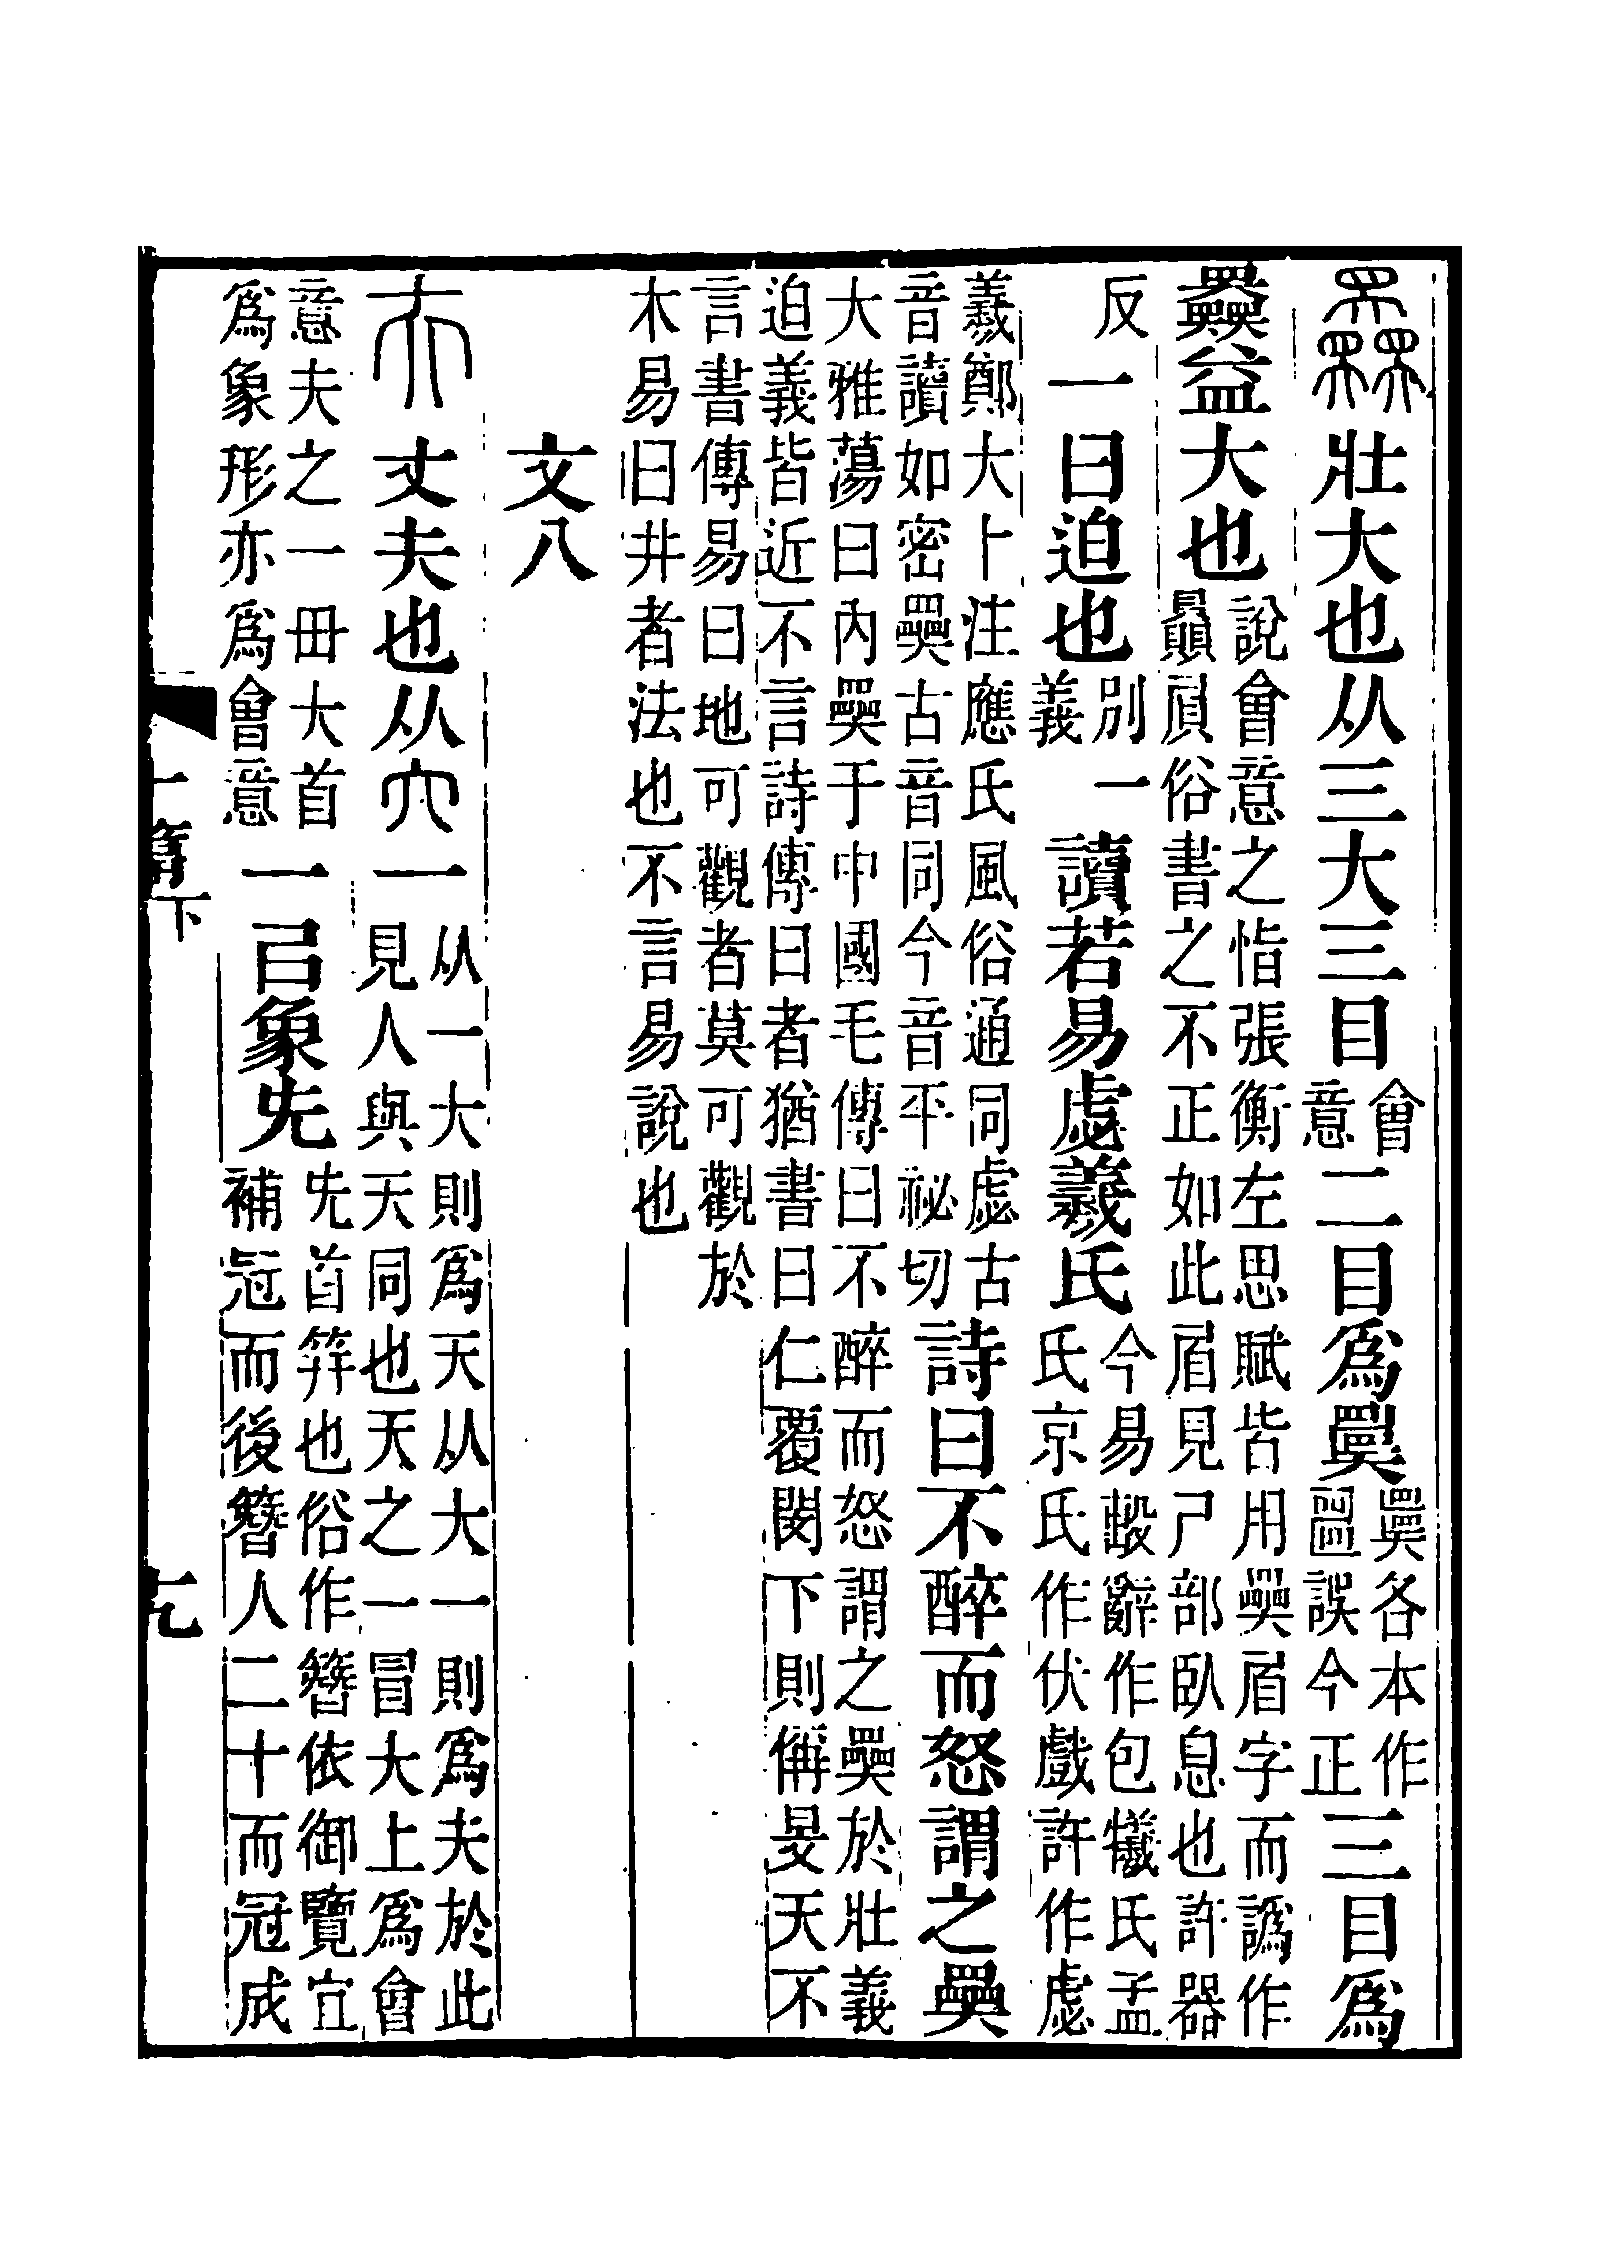 壯大也从三大三目會意二目爲𡘤𡘤各本作誤今正三目爲
奰益大也說會意之恉張衡左思賦皆用奰眉字而譌作
贔屓俗書之不正如此眉見尸部臥息也許器
反一曰迫也別一義讀若易虙羲氏今易毄辭作包犧氏孟
氏京氏作伏戲許作虙
羲鄭大卜注應氏風俗通同虙古
音讀如密奰古音同今音平祕切詩曰不醉而怒謂之奰
大雅蕩曰內奰于中國毛傳曰不醉而怒謂之奰於壯義
迫義皆近不言詩傳曰者猶書曰仁覆閔下則偁旻天不
言書傳易曰地可觀者莫可觀於
木易曰井者法也不言易說也
文八
夫丈夫也从大一从一大則爲天从大一則爲夫於此
見人與天同也天之一冒大上爲會
意夫之一毌大首
爲象形亦爲會意一㠯象兂兂首筓也俗作簪依御覽宜
補冠而後簪人二十而冠成
十篇下
九